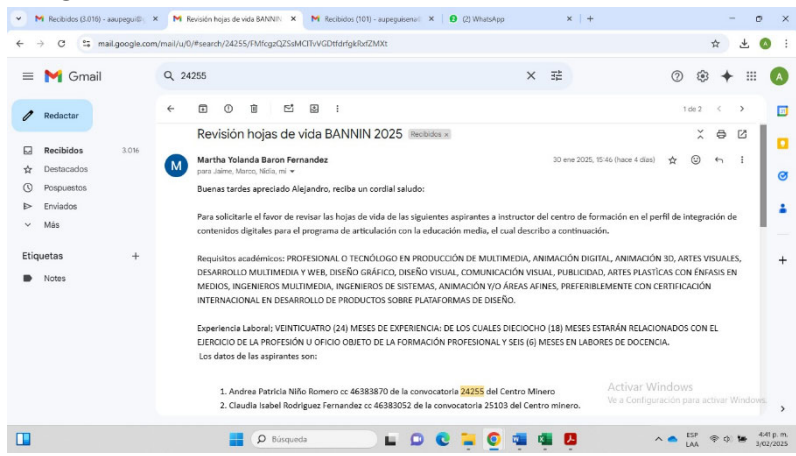 Recibidos (3.016) - aaupegui@
Revisión hojas de vida BANNIN
Recibidos (101) - aupeguisena
(2) WhatsApp
mail.google.com/mail/u/0/#search/24255/FMfcgzQZSsMCITvVGDtfdrfgkRxfZMXt
Gmail
24255
A
Redactar
1 de 2
Revisión hojas de vida BANNIN 2025 Recibidos x
Recibidos 3.016
M
Martha Yolanda Baron Fernandez
30 ene 2025, 15:46 (hace 4 días)
para Jaime, Marco, Nidia, mí
Destacados
Pospuestos
Enviados
Más
Buenas tardes apreciado Alejandro, reciba un cordial saludo:
Para solicitarle el favor de revisar las hojas de vida de las siguientes aspirantes a instructor del centro de formación en el perfil de integración de
contenidos digitales para el programa de articulación con la educación media, el cual describo a continuación.
Etiquetas
Notes
Requisitos académicos: PROFESIONAL O TECNÓLOGO EN PRODUCCIÓN DE MULTIMEDIA, ANIMACIÓN DIGITAL, ANIMACIÓN 3D, ARTES VISUALES,
DESARROLLO MULTIMEDIA Y WEB, DISEÑO GRÁFICO, DISEÑO VISUAL, COMUNICACIÓN VISUAL, PUBLICIDAD, ARTES PLASTÍCAS CON ÉNFASIS EN
MEDIOS, INGENIEROS MULTIMEDIA, INGENIEROS DE SISTEMAS, ANIMACIÓN Y/O ÁREAS AFINES, PREFERIBLEMENTE CON CERTIFICACIÓN
INTERNACIONAL EN DESARROLLO DE PRODUCTOS SOBRE PLATAFORMAS DE DISEÑO.
Experiencia Laboral; VEINTICUATRO (24) MESES DE EXPERIENCIA: DE LOS CUALES DIECIOCHO (18) MESES ESTARÁN RELACIONADOS CON EL
EJERCICIO DE LA PROFESIÓN U OFICIO OBJETO DE LA FORMACIÓN PROFESIONAL Y SEIS (6) MESES EN LABORES DE DOCENCIA.
Los datos de las aspirantes son:
1. Andrea Patricia Niño Romero cc 46383870 de la convocatoria 24255 del Centro Minero
2. Claudia Isabel Rodriguez Fernandez cc 46383052 de la convocatoria 25103 del Centro minero.
Activar Windows
Ve a Configuración para activar Windows.
Búsqueda
ESP
LAA
4:41 p. m.
3/02/2025